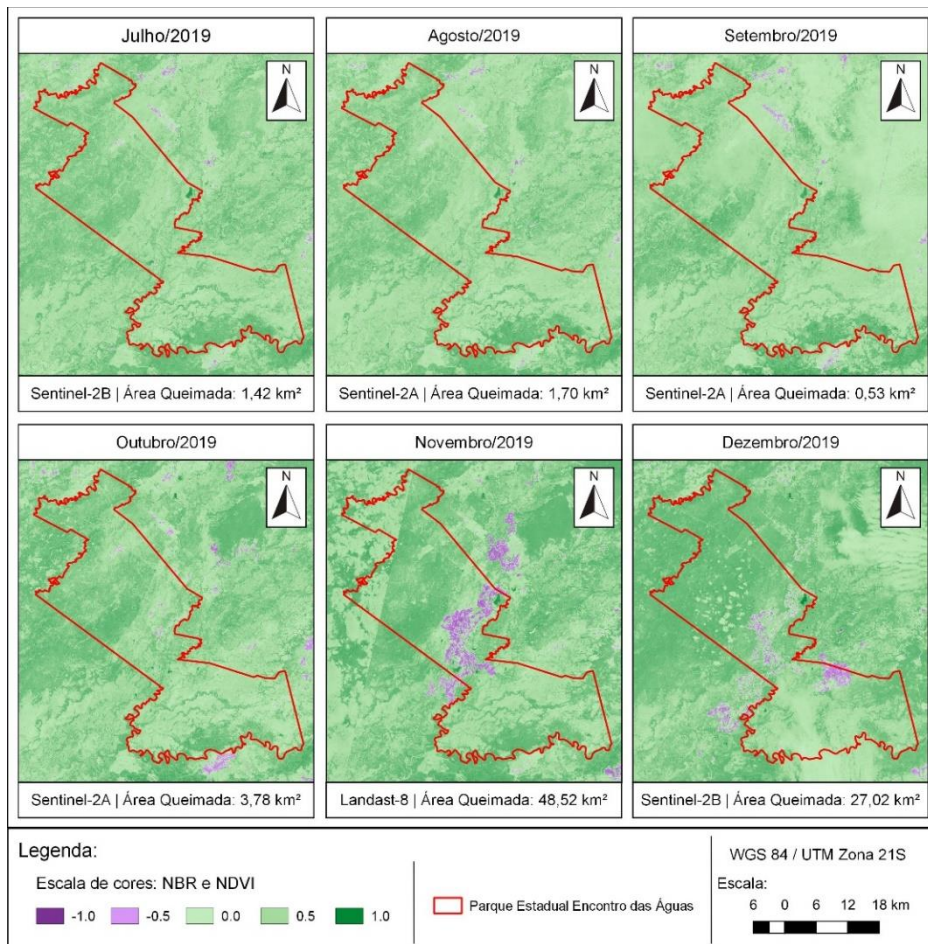 Julho/2019
Agosto/2019
Setembro/2019
N
N
N
Sentinel-2B | Área Queimada: 1,42 km²
Sentinel-2A | Área Queimada: 1,70 km²
Sentinel-2A | Área Queimada: 0,53 km²
Outubro/2019
Novembro/2019
Dezembro/2019
N
N
N
Sentinel-2A | Área Queimada: 3,78 km²
Landast-8 | Área Queimada: 48,52 km²
Sentinel-2B | Área Queimada: 27,02 km²
Legenda:
Escala de cores: NBR e NDVI
-1.0 -0.5 0.0 0.5 1.0
Parque Estadual Encontro das Águas
WGS 84 / UTM Zona 21S
Escala:
6 0 6 12 18 km